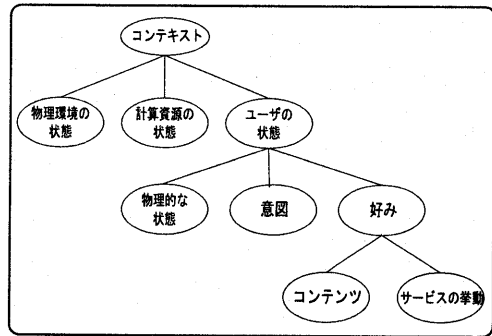 コンテキスト
物理環境の
状態
計算資源の
状態
ユーザの
状態
物理的な
状態
意図
好み
コンテンツ
サービスの挙動